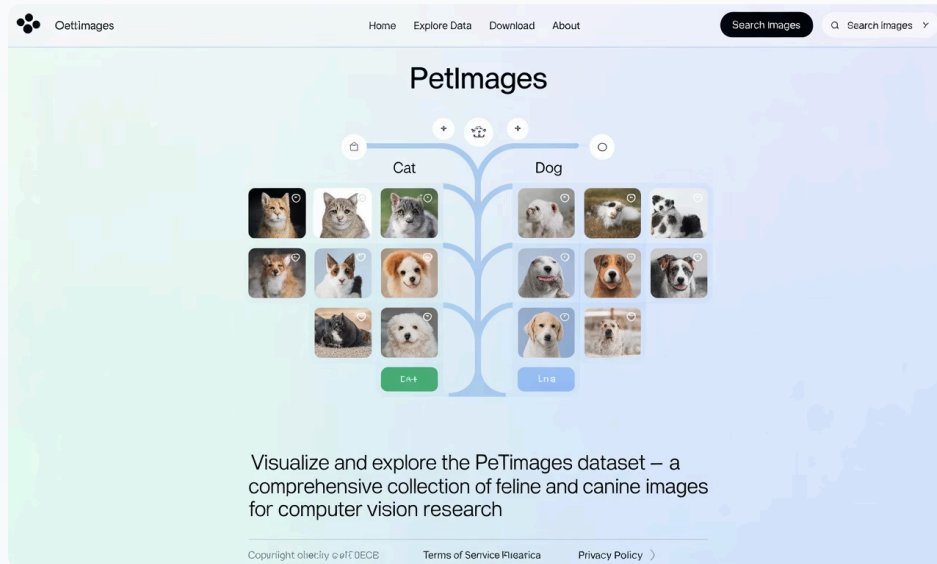 Oettimages
Home Explore Data Download About
Search Images
Search images
PetImages
Cat
Dog
Visualize and explore the PeTimages dataset – a
comprehensive collection of feline and canine images
for computer vision research
Terms of Service
Privacy Policy